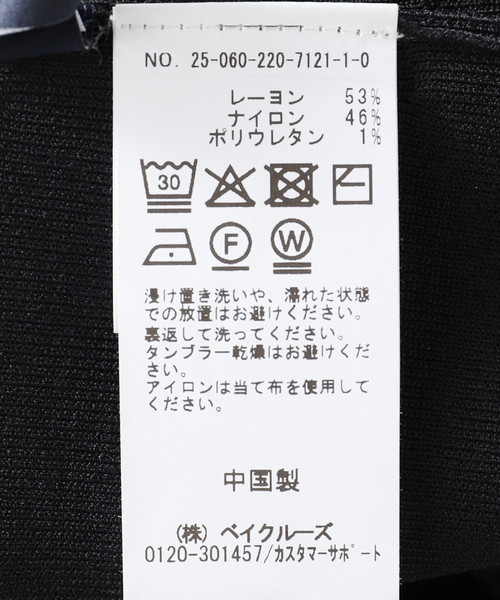 NO. 25-060-220-7121-1-0
レーヨン 53%
ナイロン 46%
ポリウレタン 1%
30
F W
浸け置き洗いや、濡れた状態
での放置はお避けください。
裏返して洗ってください。
タンブラー乾燥はお避けくだ
さい。
アイロンは当て布を使用して
ください。
中国製
(株) ベイクルーズ
0120-301457/ｶｽﾀﾏｰｻﾎﾟｰﾄ